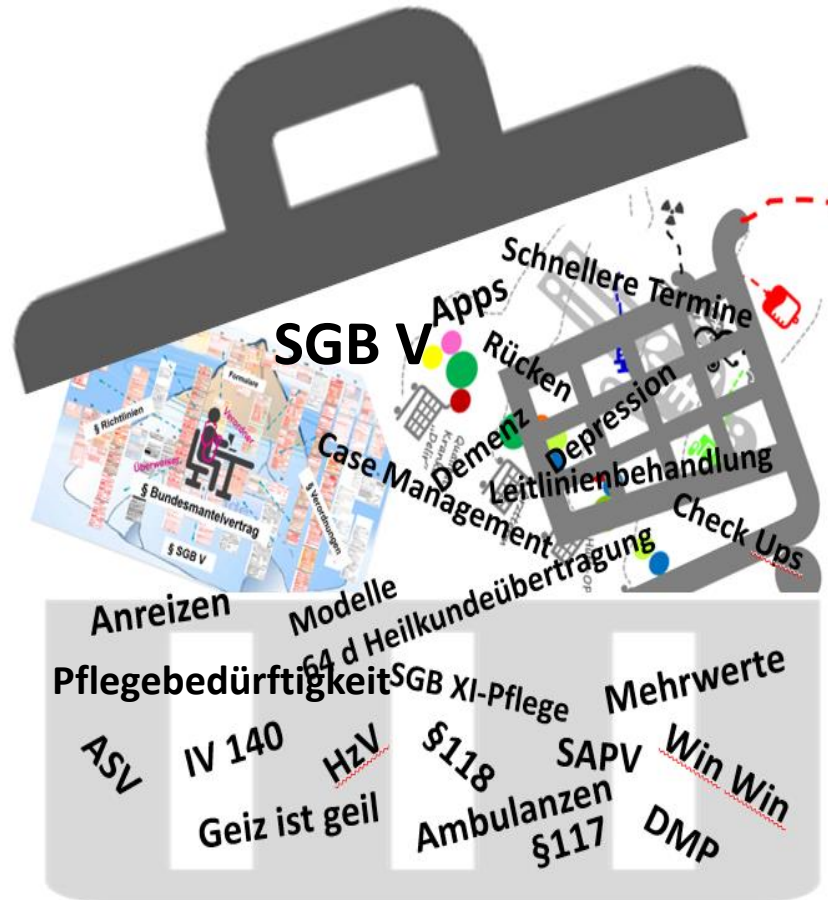 Schnellere Termine
Apps
SGB V
Rücken
Formulare
§ Richtlinien
Verordner
Depression
Demenz
„Delir“
Case Management
Überweiser
Leitlinienbehandlung
§ Bundesmantelvertrag
§ Verordnungen
§ SGB V
Check Ups
Anreizen
Modelle
64 d Heilkundeübertragung
Pflegebedürftigkeit
SGB XI-Pflege
Mehrwerte
ASV
IV 140
HzV
§118
SAPV
Win Win
Geiz ist geil
Ambulanzen
§117
DMP